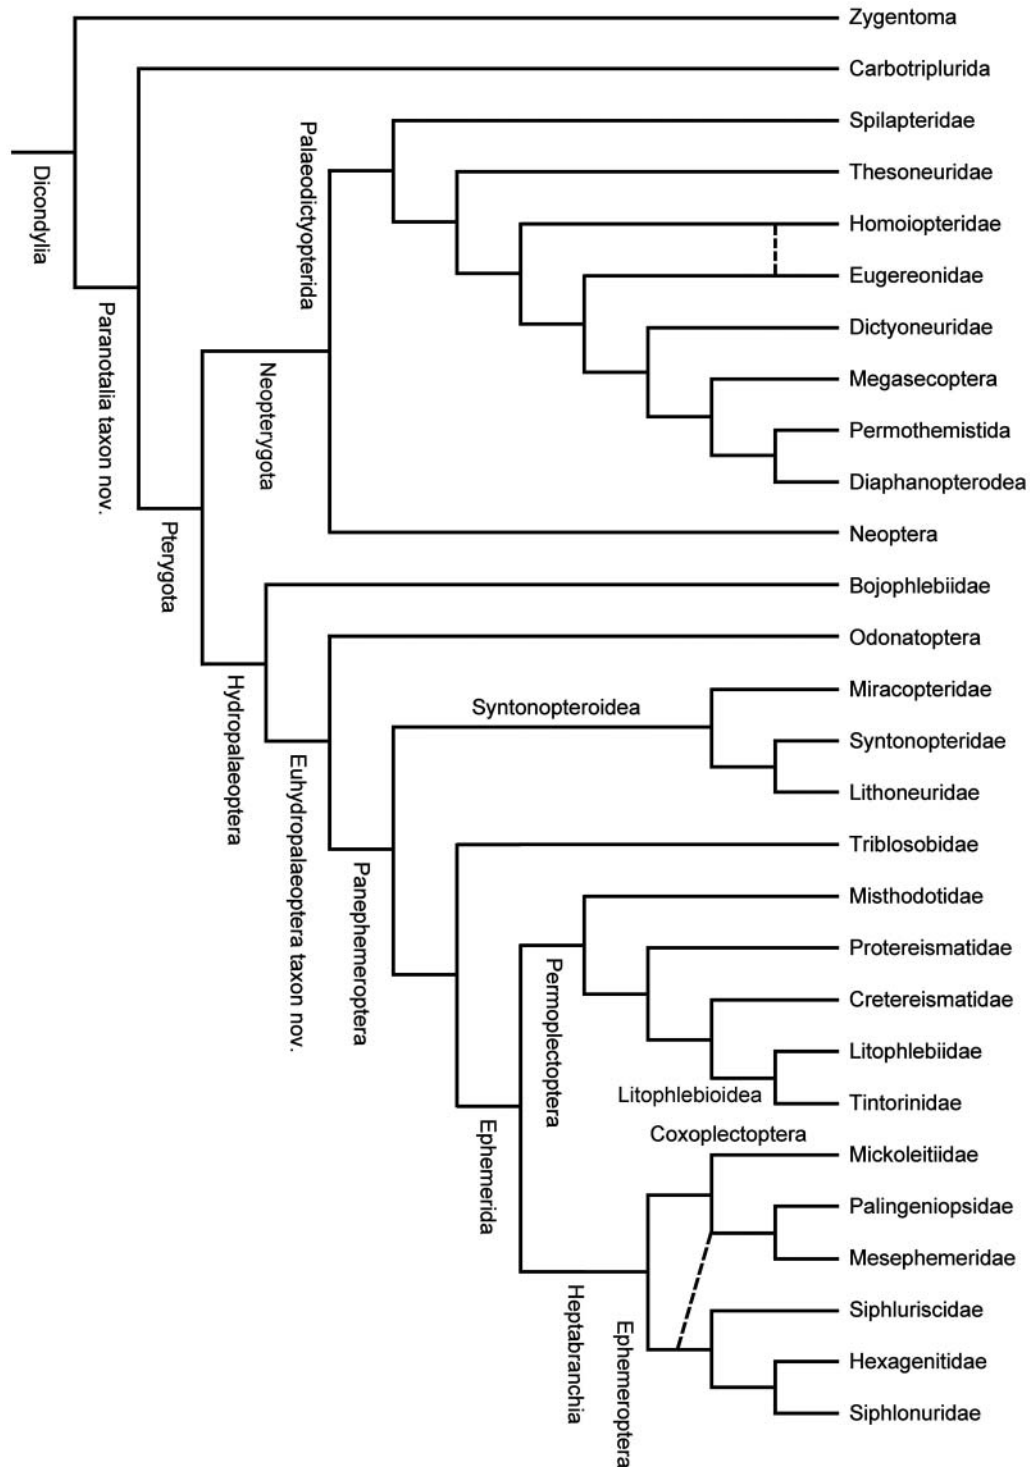 Zygentoma
Carbotriplurida
Spilapteridae
Palaeodictyopterida
Thesoneuridae
Dicondylia
Homoiopteridae
Eugereonidae
Paranotalia taxon nov.
Dictyoneuridae
Neopterygota
Megasecoptera
Permothemistida
Diaphanopterodea
Pterygota
Neoptera
Bojophlebiidae
Odonatoptera
Hydropalaeoptera
Miracopteridae
Syntonopteroidea
Syntonopteridae
Euhydropalaeoptera taxon nov.
Lithoneuridae
Triblosobidae
Panephemeroptera
Misthodotidae
Protereismatidae
Permoplectoptera
Cretereismatidae
Litophlebiidae
Litophlebioidea
Tintorinidae
Ephemerida
Coxoplectoptera
Mickoleitiidae
Palingeniopsidae
Mesephemeridae
Heptabranchia
Siphluriscidae
Ephemeroptera
Hexagenitidae
Siphlonuridae